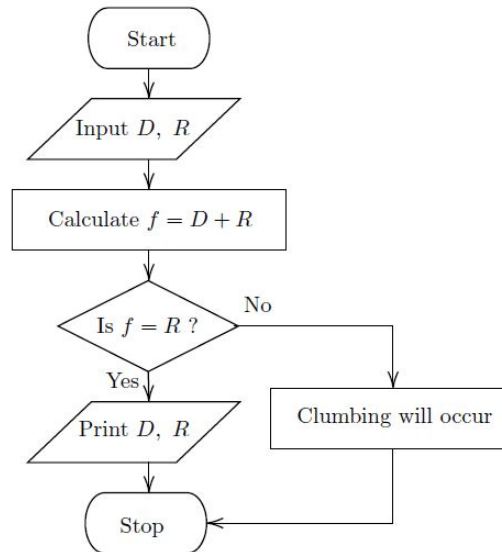 Start
Input D, R
Calculate f = D + R
Is f = R ?
No
Yes
Print D, R
Clumbing will occur
Stop